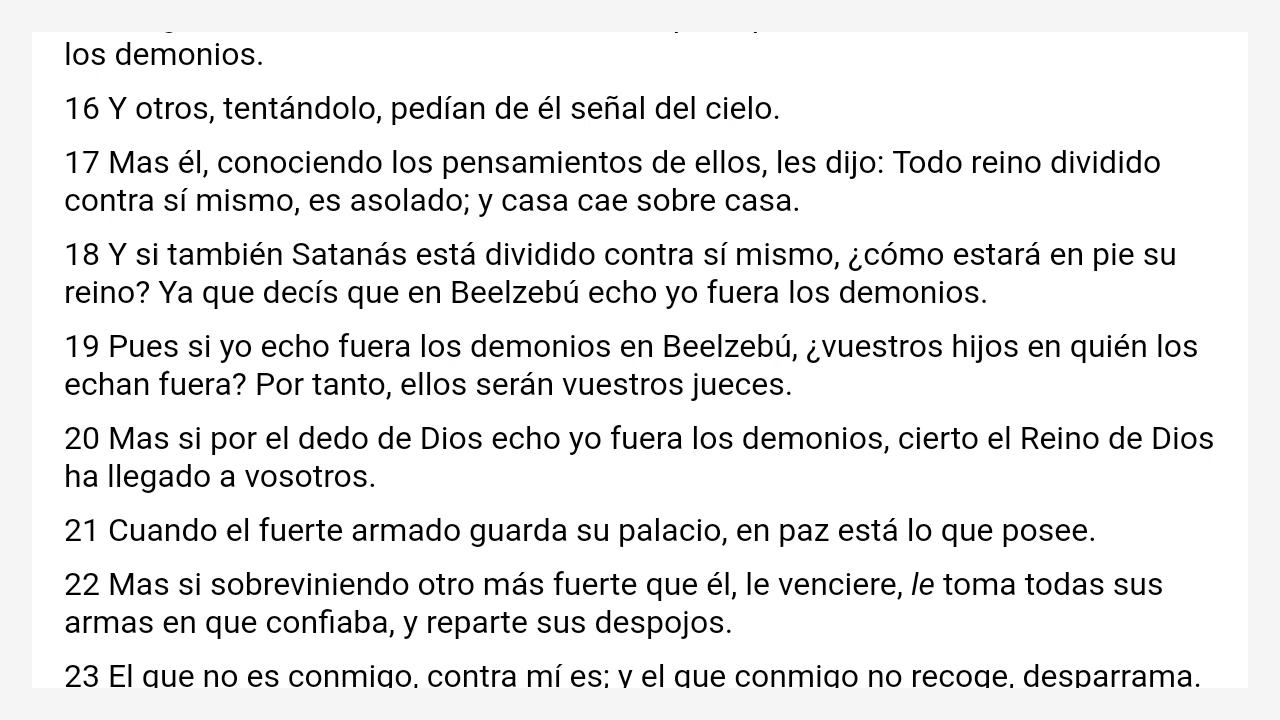 los demonios.
16 Y otros, tentándolo, pedían de él señal del cielo.
17 Mas él, conociendo los pensamientos de ellos, les dijo: Todo reino dividido
contra sí mismo, es asolado; y casa cae sobre casa.
18 Y si también Satanás está dividido contra sí mismo, ¿cómo estará en pie su
reino? Ya que decís que en Beelzebú echo yo fuera los demonios.
19 Pues si yo echo fuera los demonios en Beelzebú, ¿vuestros hijos en quién los
echan fuera? Por tanto, ellos serán vuestros jueces.
20 Mas si por el dedo de Dios echo yo fuera los demonios, cierto el Reino de Dios
ha llegado a vosotros.
21 Cuando el fuerte armado guarda su palacio, en paz está lo que posee.
22 Mas si sobreviniendo otro más fuerte que él, le venciere, le toma todas sus
armas en que confiaba, y reparte sus despojos.
23 El que no es conmigo, contra mí es; y el que conmigo no recoge, desparrama.